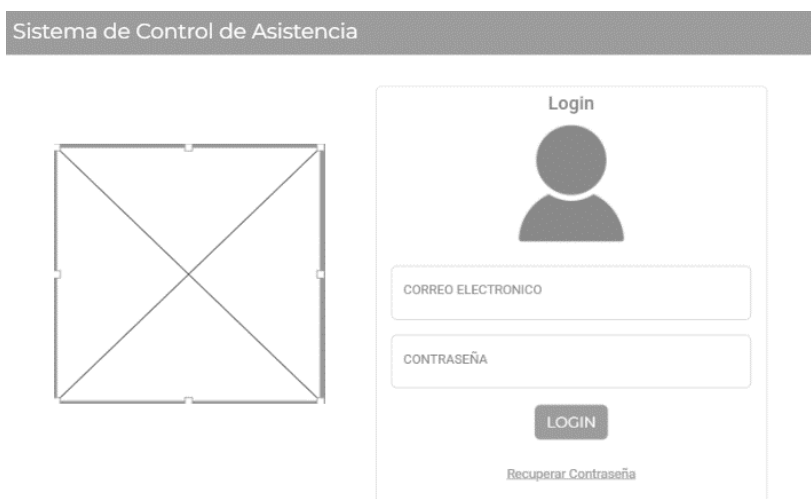 Sistema de Control de Asistencia
Login
CORREO ELECTRONICO
CONTRASEÑA
LOGIN
Recuperar Contraseña